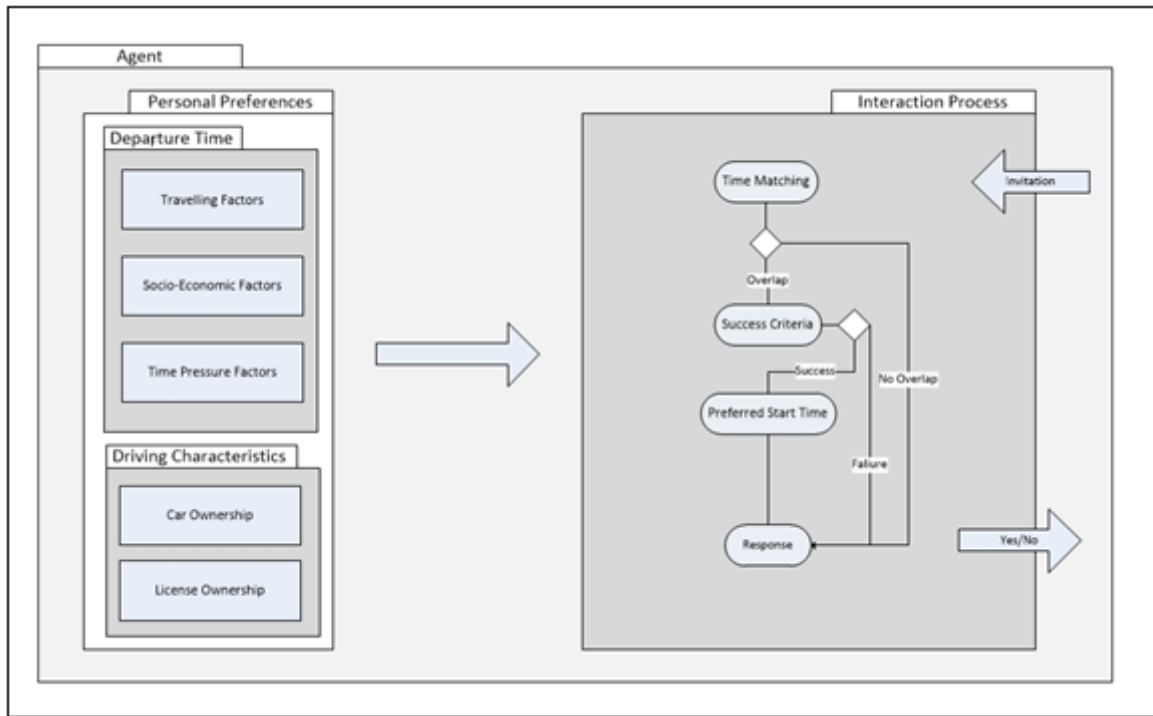 Agent
Personal Preferences
Departure Time
Travelling Factors
Socio-Economic Factors
Time Pressure Factors
Driving Characteristics
Car Ownership
License Ownership
Interaction Process
Time Matching
Invitation
Overlap
Success Criteria
Success
No Overlap
Preferred Start Time
Faliure
Response
Yes/No